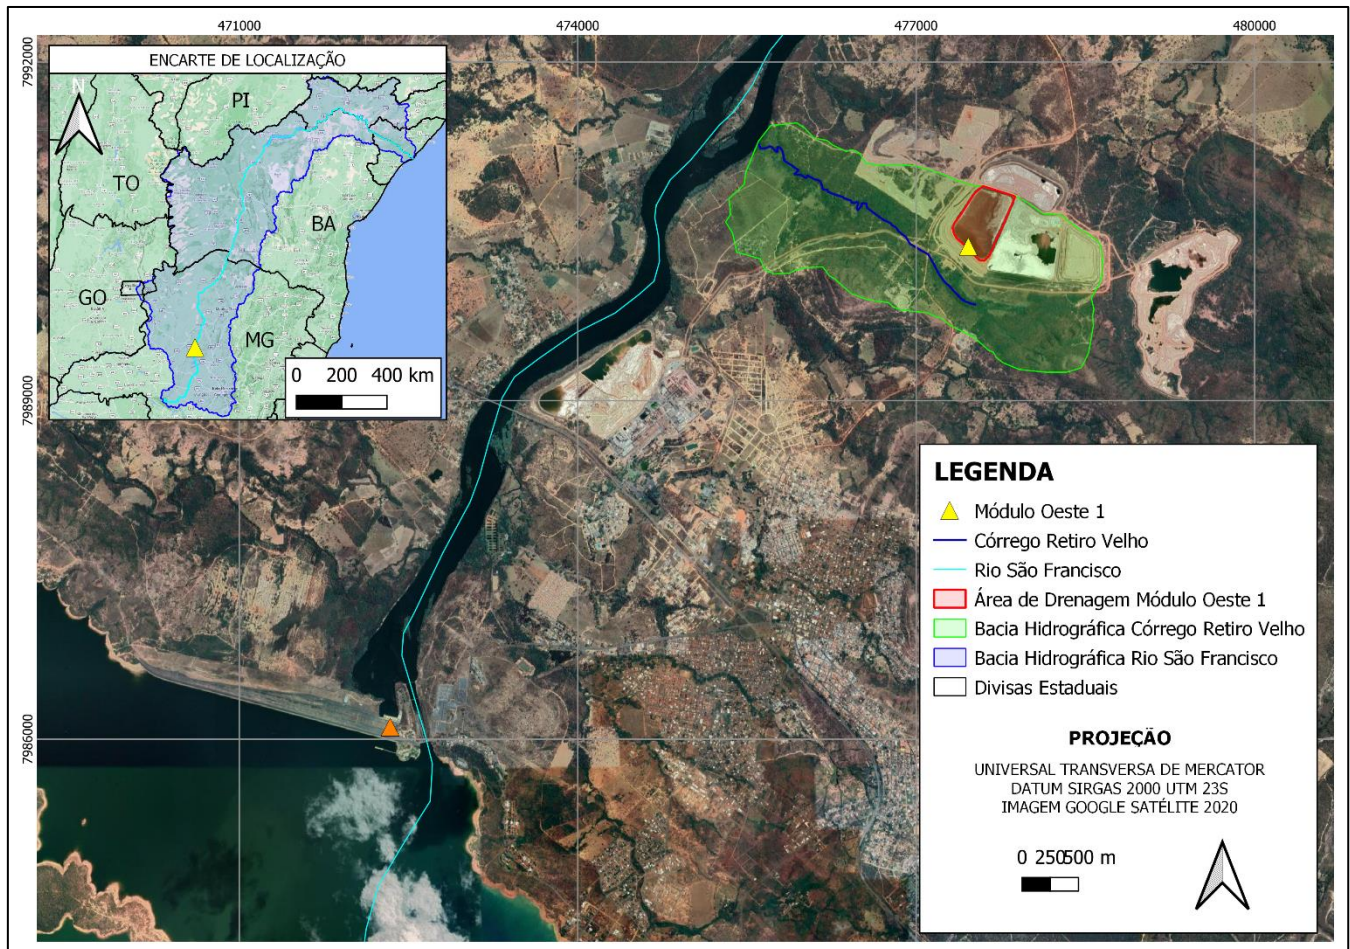 471000
474000
477000
480000
7992000
7989000
7986000
ENCARTE DE LOCALIZAÇÃO
N
PI
TO
BA
GO
MG
0 200 400 km
LEGENDA
Módulo Oeste 1
Córrego Retiro Velho
Rio São Francisco
Área de Drenagem Módulo Oeste 1
Bacia Hidrográfica Córrego Retiro Velho
Bacia Hidrográfica Rio São Francisco
Divisas Estaduais
PROJEÇÃO
UNIVERSAL TRANSVERSA DE MERCATOR
DATUM SIRGAS 2000 UTM 23S
IMAGEM GOOGLE SATÉLITE 2020
0 250500 m